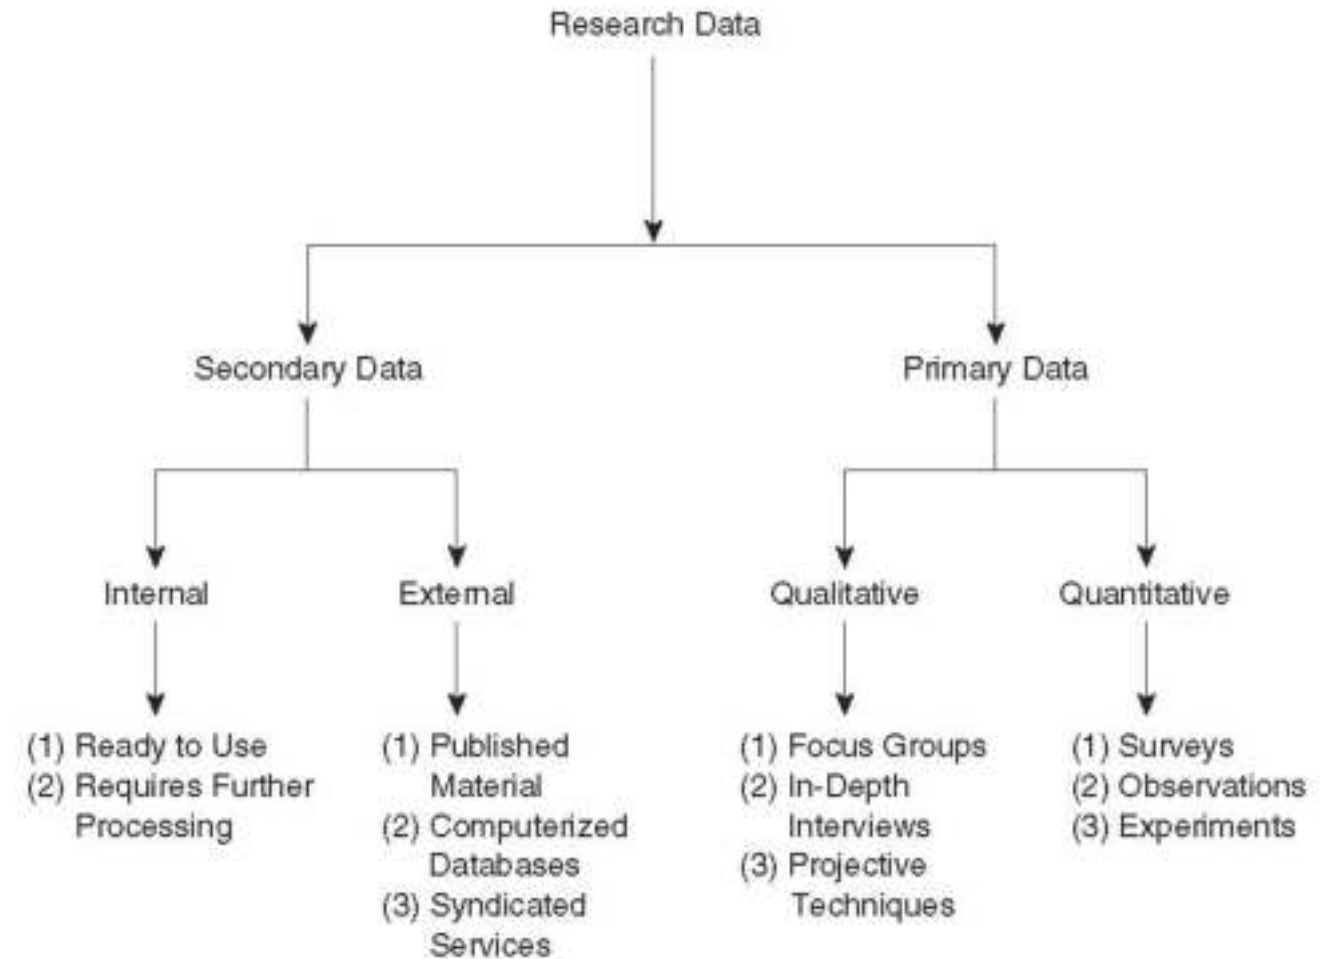 Research Data
Secondary Data
Primary Data
Internal
External
Qualitative
Quantitative
(1) Ready to Use
(2) Requires Further
Processing
(1) Published
Material
(2) Computerized
Databases
(3) Syndicated
Services
(1) Focus Groups
(2) In-Depth
Interviews
(3) Projective
Techniques
(1) Surveys
(2) Observations
(3) Experiments